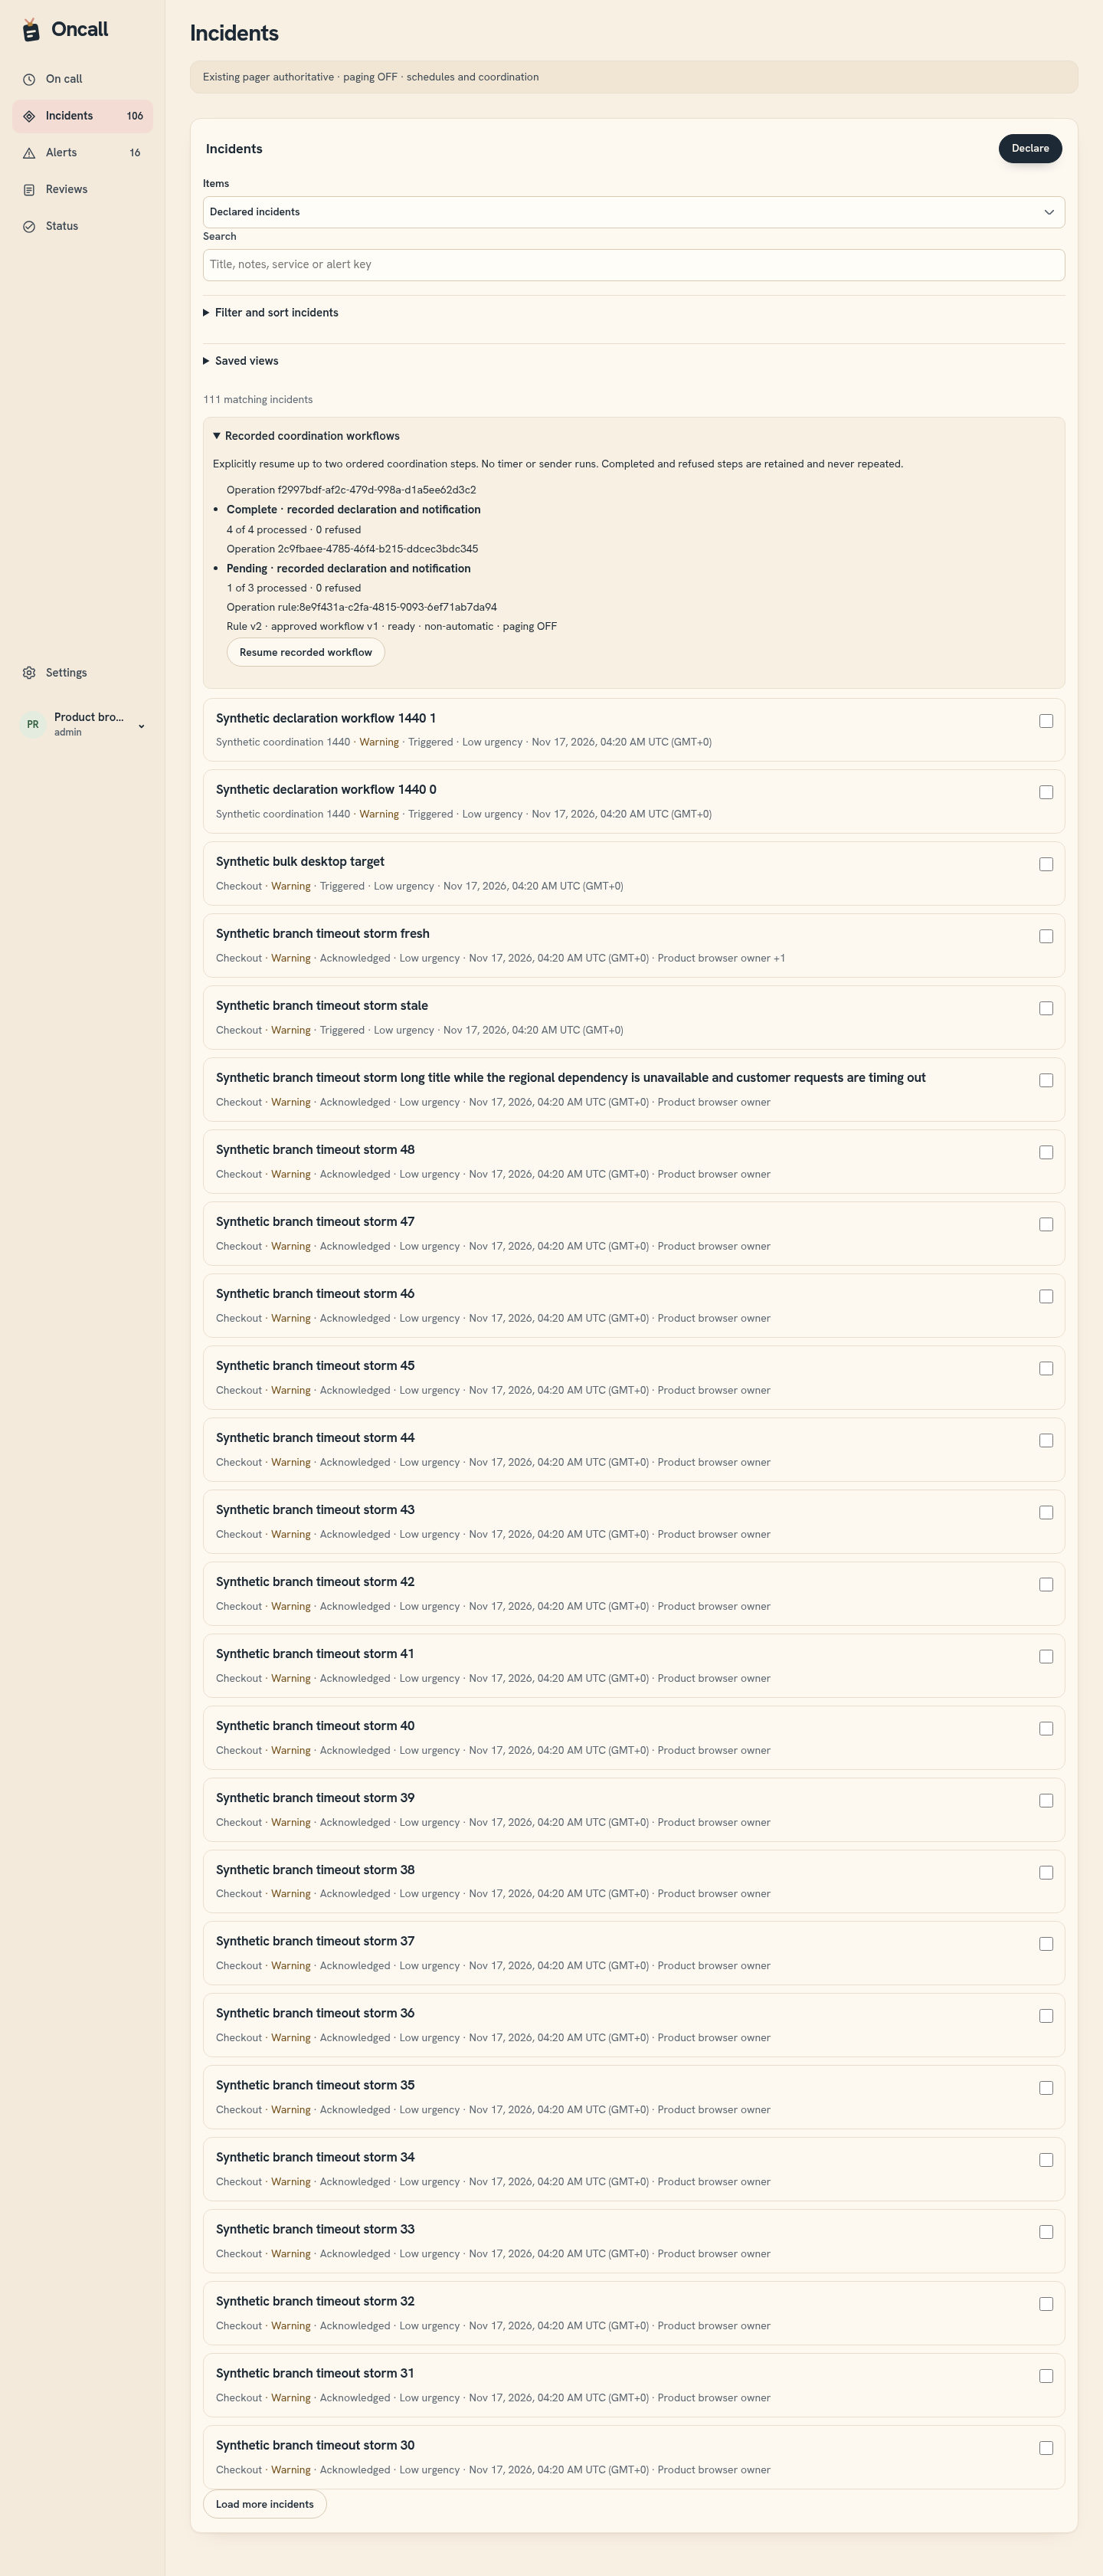 Oncall
On call
Incidents 106
Alerts 16
Reviews
Status
Settings
PR
Product bro...
admin
Incidents
Existing pager authoritative · paging OFF · schedules and coordination
Incidents
Declare
Items
Declared incidents
Search
Title, notes, service or alert key
Filter and sort incidents
Saved views
111 matching incidents
Recorded coordination workflows
Explicitly resume up to two ordered coordination steps. No timer or sender runs. Completed and refused steps are retained and never repeated.
Operation f2997bdf-af2c-479d-998a-d1a5ee62d3c2
• Complete · recorded declaration and notification
4 of 4 processed · 0 refused
Operation 2c9fbaee-4785-46f4-b215-ddcec3bdc345
• Pending · recorded declaration and notification
1 of 3 processed · 0 refused
Operation rule:8e9f431a-c2fa-4815-9093-6ef71ab7da94
Rule v2 · approved workflow v1 · ready · non-automatic · paging OFF
Resume recorded workflow
Synthetic declaration workflow 1440 1
Synthetic coordination 1440 · Warning · Triggered · Low urgency · Nov 17, 2026, 04:20 AM UTC (GMT+0)
Synthetic declaration workflow 1440 0
Synthetic coordination 1440 · Warning · Triggered · Low urgency · Nov 17, 2026, 04:20 AM UTC (GMT+0)
Synthetic bulk desktop target
Checkout · Warning · Triggered · Low urgency · Nov 17, 2026, 04:20 AM UTC (GMT+0)
Synthetic branch timeout storm fresh
Checkout · Warning · Acknowledged · Low urgency · Nov 17, 2026, 04:20 AM UTC (GMT+0) · Product browser owner +1
Synthetic branch timeout storm stale
Checkout · Warning · Triggered · Low urgency · Nov 17, 2026, 04:20 AM UTC (GMT+0)
Synthetic branch timeout storm long title while the regional dependency is unavailable and customer requests are timing out
Checkout · Warning · Acknowledged · Low urgency · Nov 17, 2026, 04:20 AM UTC (GMT+0) · Product browser owner
Synthetic branch timeout storm 48
Checkout · Warning · Acknowledged · Low urgency · Nov 17, 2026, 04:20 AM UTC (GMT+0) · Product browser owner
Synthetic branch timeout storm 47
Checkout · Warning · Acknowledged · Low urgency · Nov 17, 2026, 04:20 AM UTC (GMT+0) · Product browser owner
Synthetic branch timeout storm 46
Checkout · Warning · Acknowledged · Low urgency · Nov 17, 2026, 04:20 AM UTC (GMT+0) · Product browser owner
Synthetic branch timeout storm 45
Checkout · Warning · Acknowledged · Low urgency · Nov 17, 2026, 04:20 AM UTC (GMT+0) · Product browser owner
Synthetic branch timeout storm 44
Checkout · Warning · Acknowledged · Low urgency · Nov 17, 2026, 04:20 AM UTC (GMT+0) · Product browser owner
Synthetic branch timeout storm 43
Checkout · Warning · Acknowledged · Low urgency · Nov 17, 2026, 04:20 AM UTC (GMT+0) · Product browser owner
Synthetic branch timeout storm 42
Checkout · Warning · Acknowledged · Low urgency · Nov 17, 2026, 04:20 AM UTC (GMT+0) · Product browser owner
Synthetic branch timeout storm 41
Checkout · Warning · Acknowledged · Low urgency · Nov 17, 2026, 04:20 AM UTC (GMT+0) · Product browser owner
Synthetic branch timeout storm 40
Checkout · Warning · Acknowledged · Low urgency · Nov 17, 2026, 04:20 AM UTC (GMT+0) · Product browser owner
Synthetic branch timeout storm 39
Checkout · Warning · Acknowledged · Low urgency · Nov 17, 2026, 04:20 AM UTC (GMT+0) · Product browser owner
Synthetic branch timeout storm 38
Checkout · Warning · Acknowledged · Low urgency · Nov 17, 2026, 04:20 AM UTC (GMT+0) · Product browser owner
Synthetic branch timeout storm 37
Checkout · Warning · Acknowledged · Low urgency · Nov 17, 2026, 04:20 AM UTC (GMT+0) · Product browser owner
Synthetic branch timeout storm 36
Checkout · Warning · Acknowledged · Low urgency · Nov 17, 2026, 04:20 AM UTC (GMT+0) · Product browser owner
Synthetic branch timeout storm 35
Checkout · Warning · Acknowledged · Low urgency · Nov 17, 2026, 04:20 AM UTC (GMT+0) · Product browser owner
Synthetic branch timeout storm 34
Checkout · Warning · Acknowledged · Low urgency · Nov 17, 2026, 04:20 AM UTC (GMT+0) · Product browser owner
Synthetic branch timeout storm 33
Checkout · Warning · Acknowledged · Low urgency · Nov 17, 2026, 04:20 AM UTC (GMT+0) · Product browser owner
Synthetic branch timeout storm 32
Checkout · Warning · Acknowledged · Low urgency · Nov 17, 2026, 04:20 AM UTC (GMT+0) · Product browser owner
Synthetic branch timeout storm 31
Checkout · Warning · Acknowledged · Low urgency · Nov 17, 2026, 04:20 AM UTC (GMT+0) · Product browser owner
Synthetic branch timeout storm 30
Checkout · Warning · Acknowledged · Low urgency · Nov 17, 2026, 04:20 AM UTC (GMT+0) · Product browser owner
Load more incidents